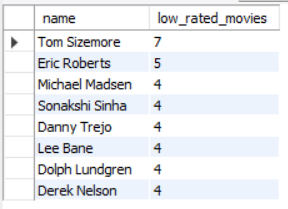 name low_rated_movies
Tom Sizemore 7
Eric Roberts 5
Michael Madsen 4
Sonakshi Sinha 4
Danny Trejo 4
Lee Bane 4
Dolph Lundgren 4
Derek Nelson 4